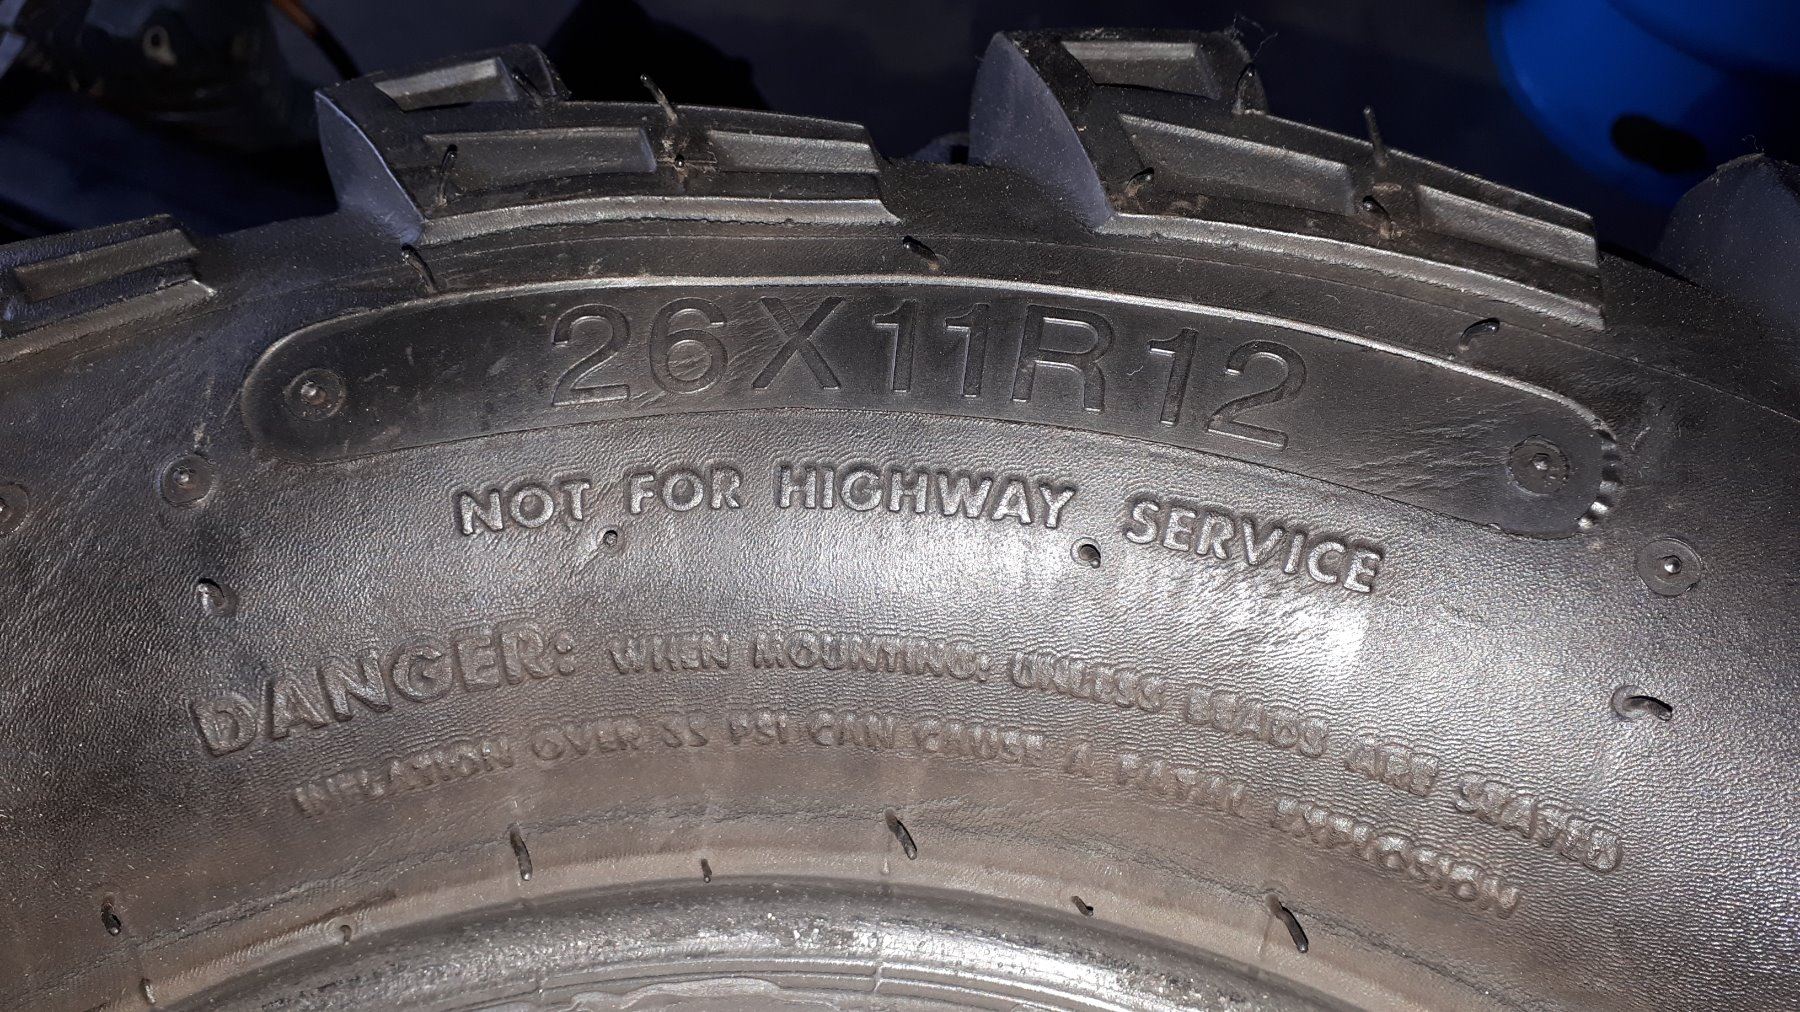 26X11R12
NOT FOR HIGHWAY SERVICE
DANGER: WHEN MOUNTING: UNLESS BEADS ARE SEATED
INFLATION OVER 35 PSI CAN CAUSE A FATAL EXPLOSION